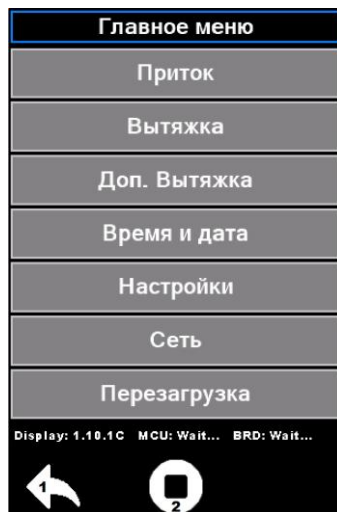 Главное меню
Приток
Вытяжка
Доп. Вытяжка
Время и дата
Настройки
Сеть
Перезагрузка
Display: 1.10.1C MCU: Wait... BRD: Wait...
1
2